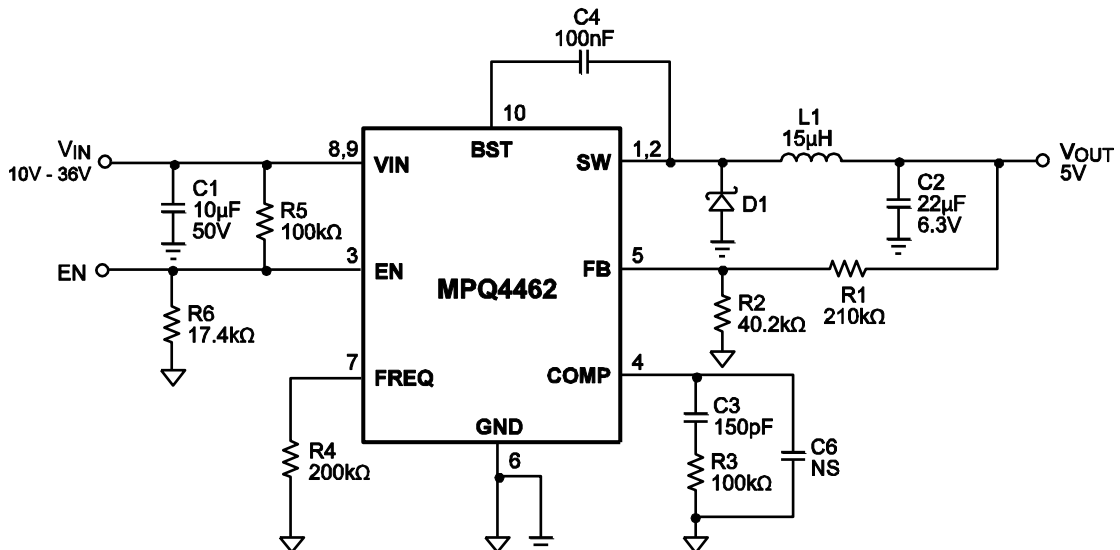 C4
100nF
10
BST
VIN
10V - 36V
8,9
VIN
SW
1,2
L1
15μH
VOUT
5V
C1
10μF
50V
R5
100kΩ
D1
C2
22μF
6.3V
EN
3
EN
MPQ4462
FB
5
R1
210kΩ
R6
17.4kΩ
R2
40.2kΩ
7
FREQ
COMP
4
C3
150pF
R4
200kΩ
GND
6
R3
100kΩ
C6
NS